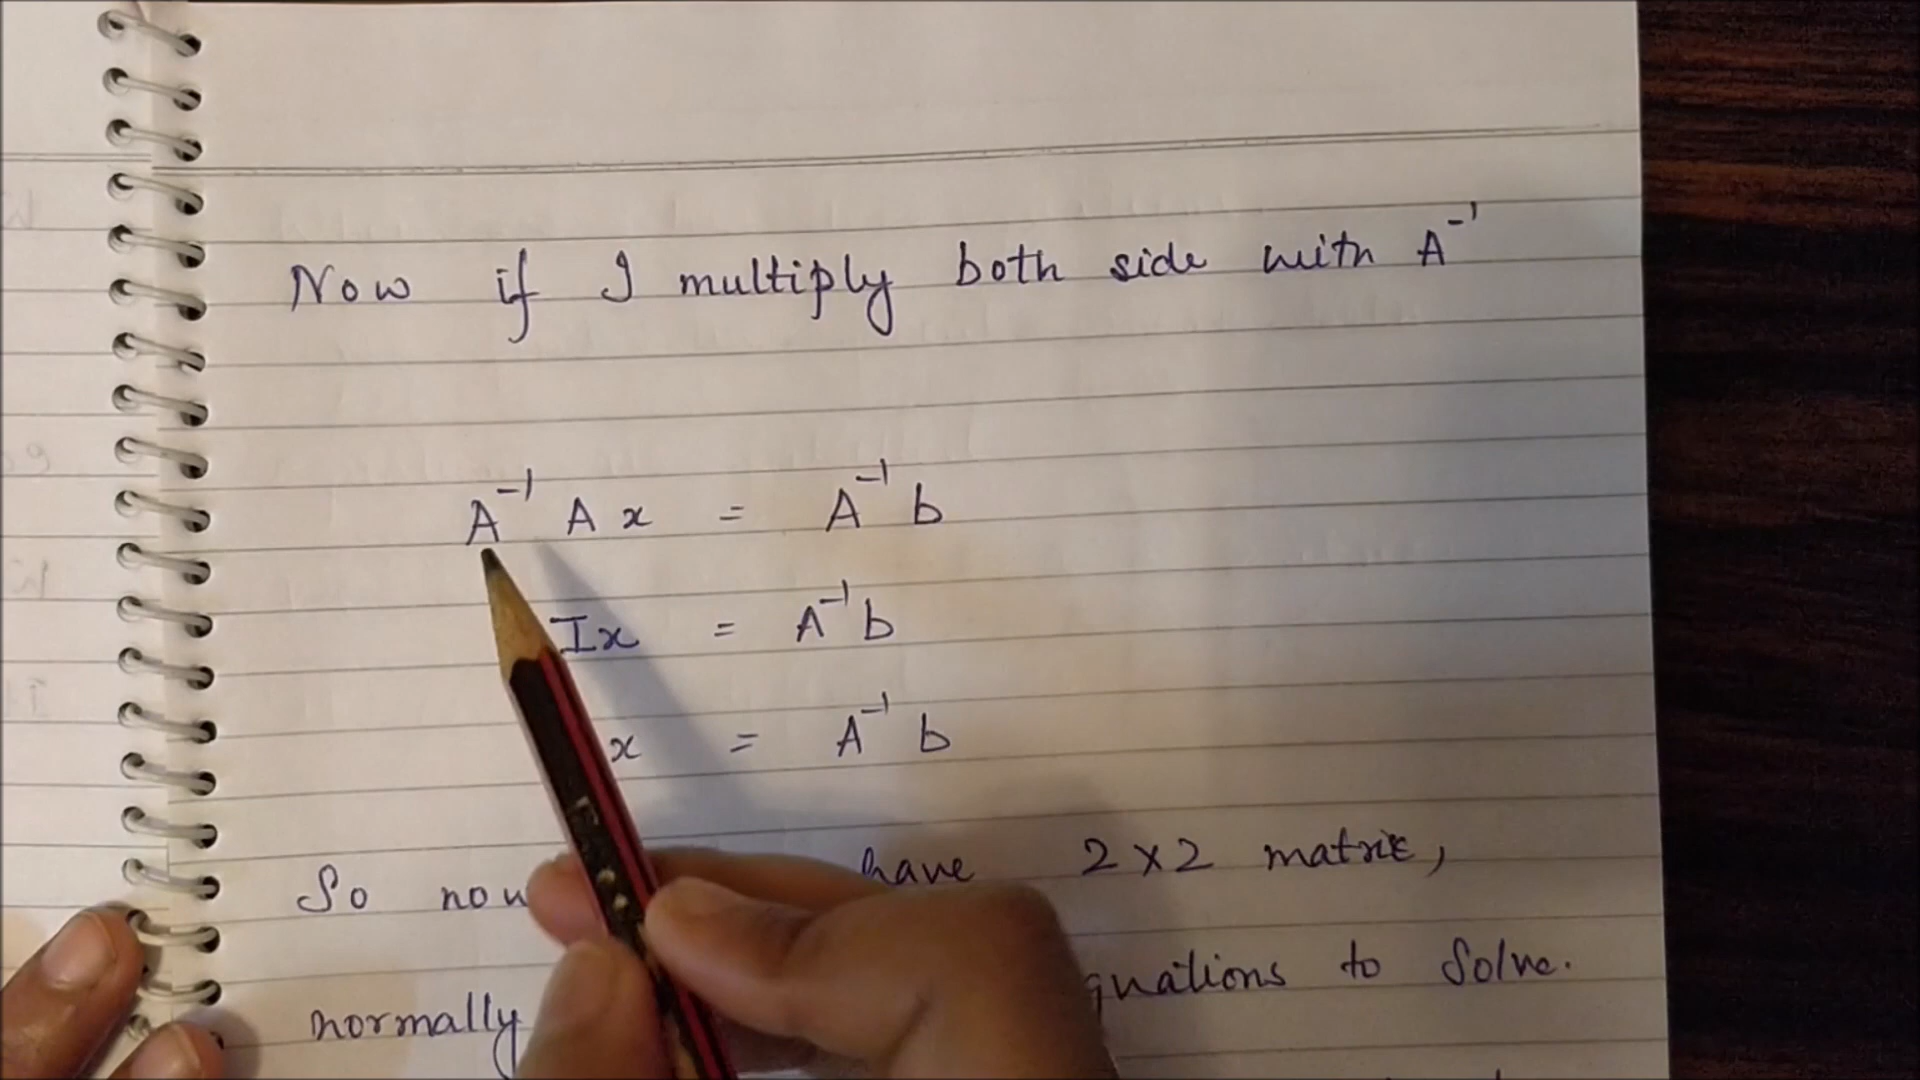 Now if I multiply both side with A⁻¹
A⁻¹ A x = A⁻¹ b
Ix = A⁻¹b
x = A⁻¹ b
So now have 2×2 matrix,
normally quations to solve.